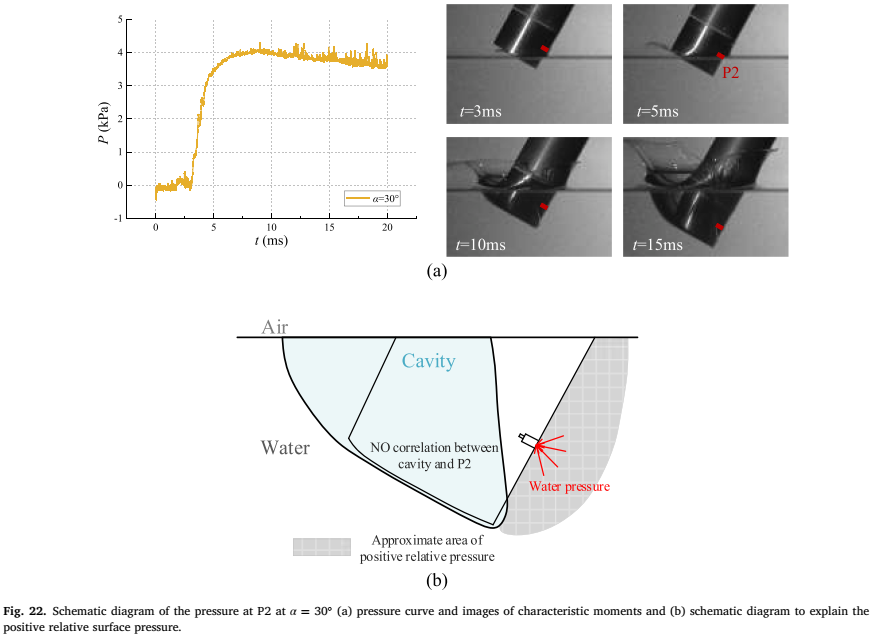 5
4
3
2
1
0
-1
P (kPa)
0 5 10 15 20
t (ms)
α=30°
t=3ms
t=5ms
P2
t=10ms
t=15ms
(a)
Air
Cavity
Water
NO correlation between
cavity and P2
Water pressure
Approximate area of
positive relative pressure
(b)
Fig. 22. Schematic diagram of the pressure at P2 at α = 30° (a) pressure curve and images of characteristic moments and (b) schematic diagram to explain the
positive relative surface pressure.